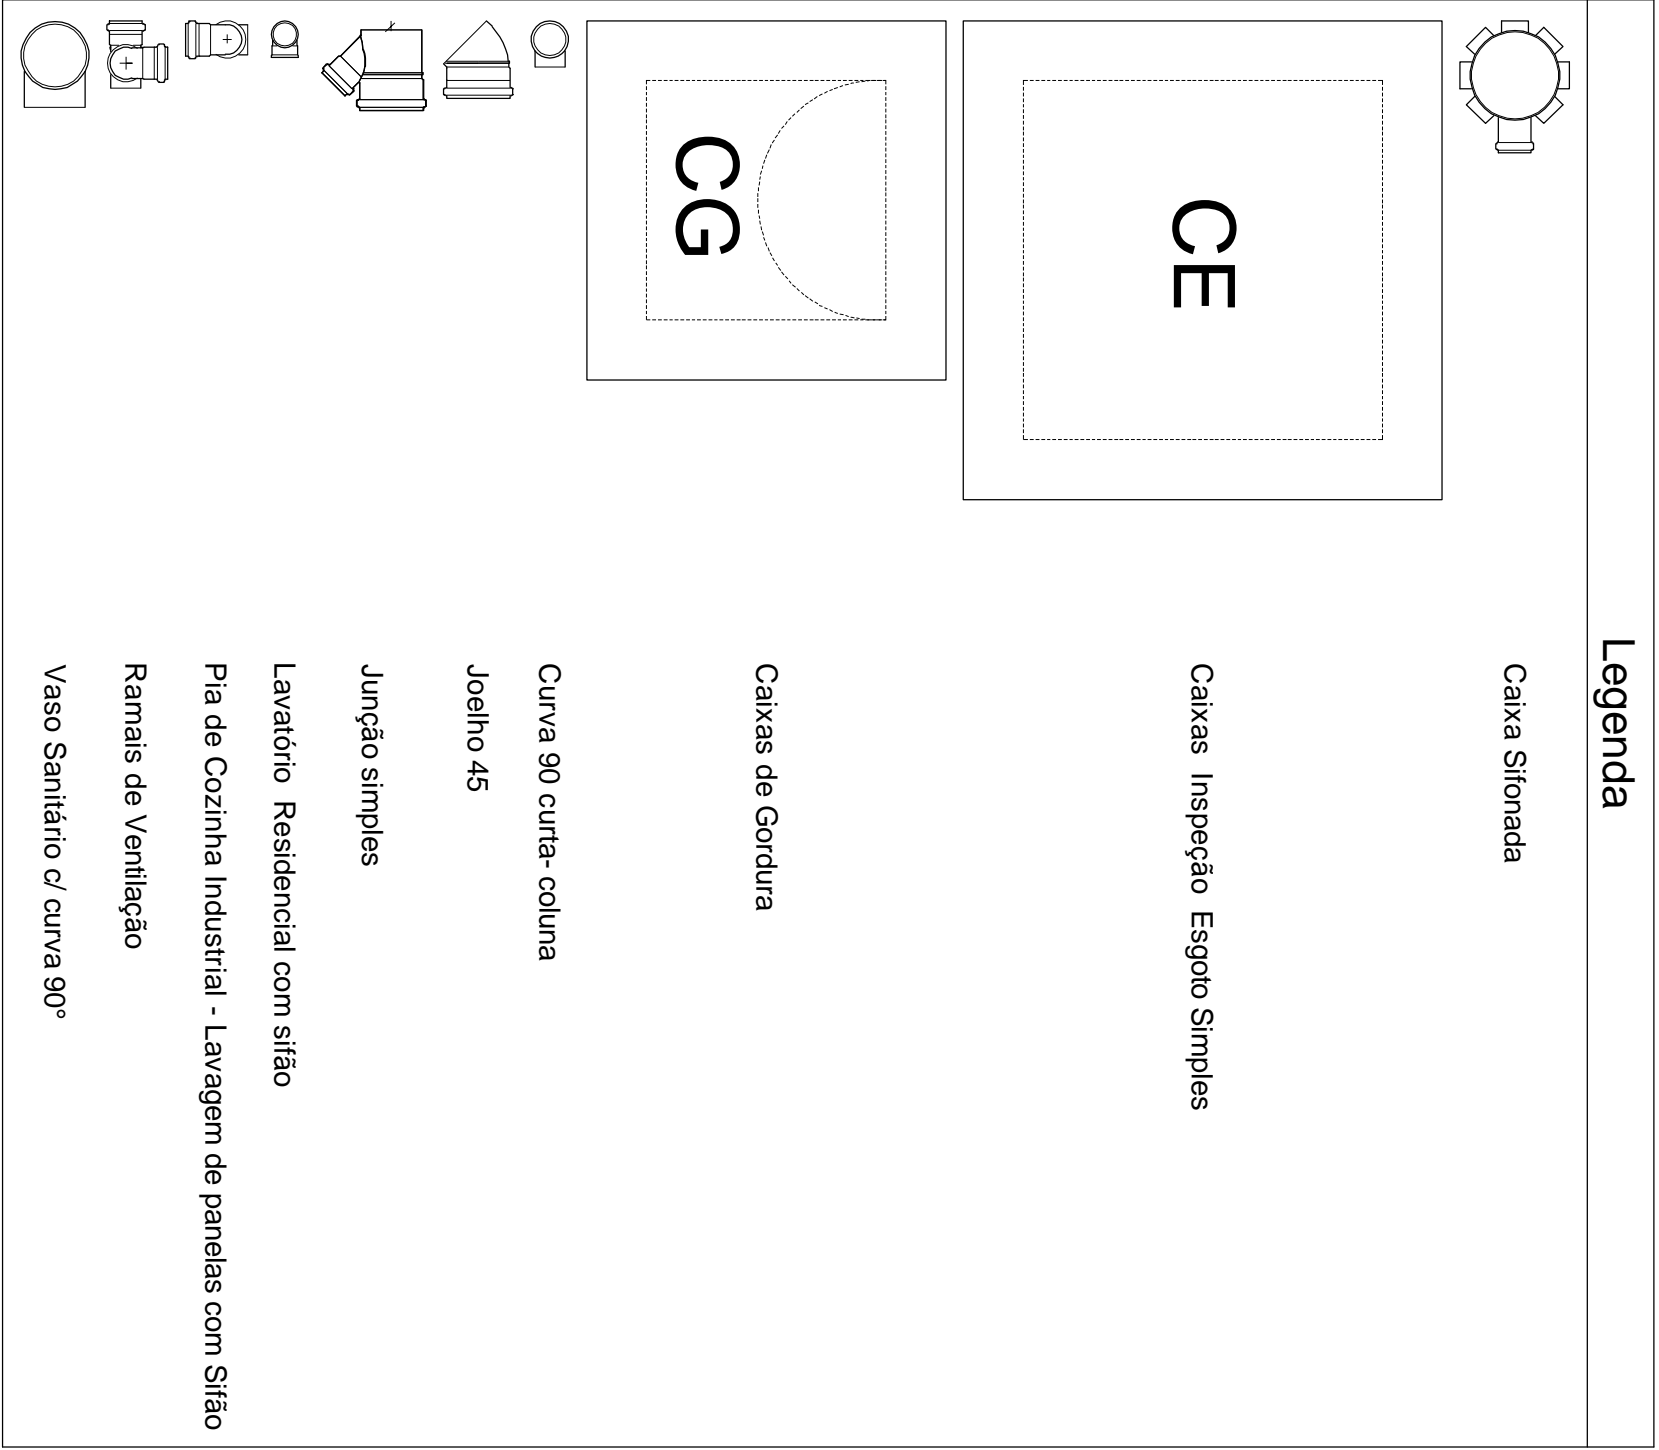 Legenda
Caixa Sifonada
CE
Caixas Inspeção Esgoto Simples
CG
Caixas de Gordura
Curva 90 curta- coluna
Joelho 45
Junção simples
Lavatório Residencial com sifão
Pia de Cozinha Industrial - Lavagem de panelas com Sifão
Ramais de Ventilação
Vaso Sanitário c/ curva 90°